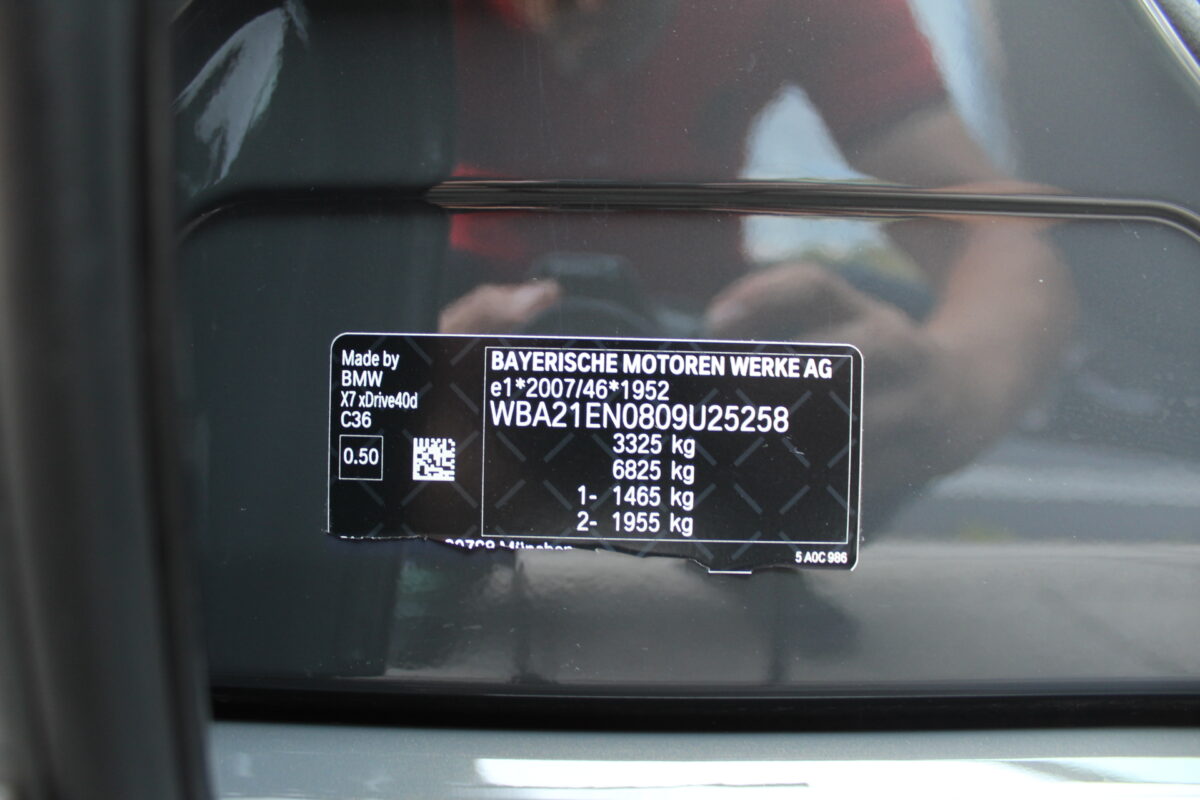 Made by
BMW
X7 xDrive40d
C36
0.50
BAYERISCHE MOTOREN WERKE AG
e1*2007/46*1952
WBA21EN0809U25258
3325 kg
6825 kg
1- 1465 kg
2- 1955 kg
München
5 A0C 986